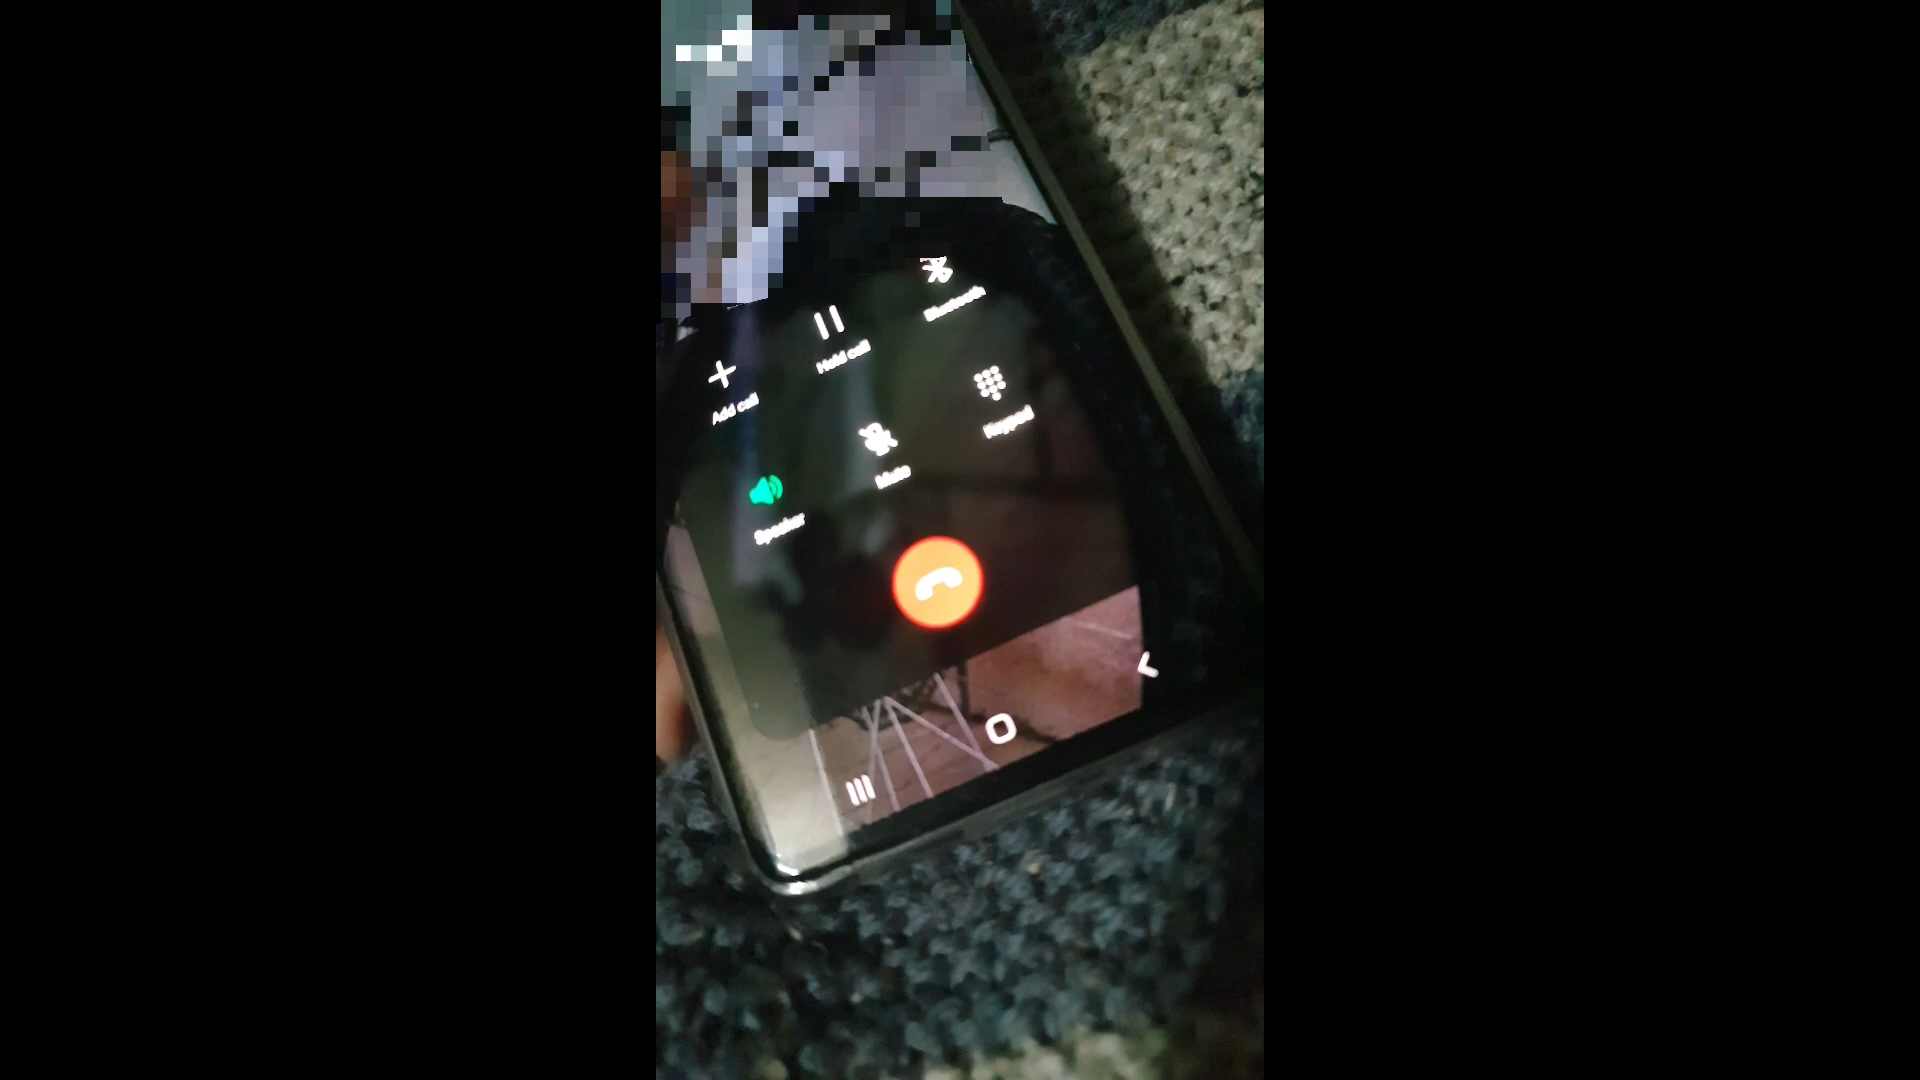 Add call
Hold call
Bluetooth
Speaker
Mute
Keypad